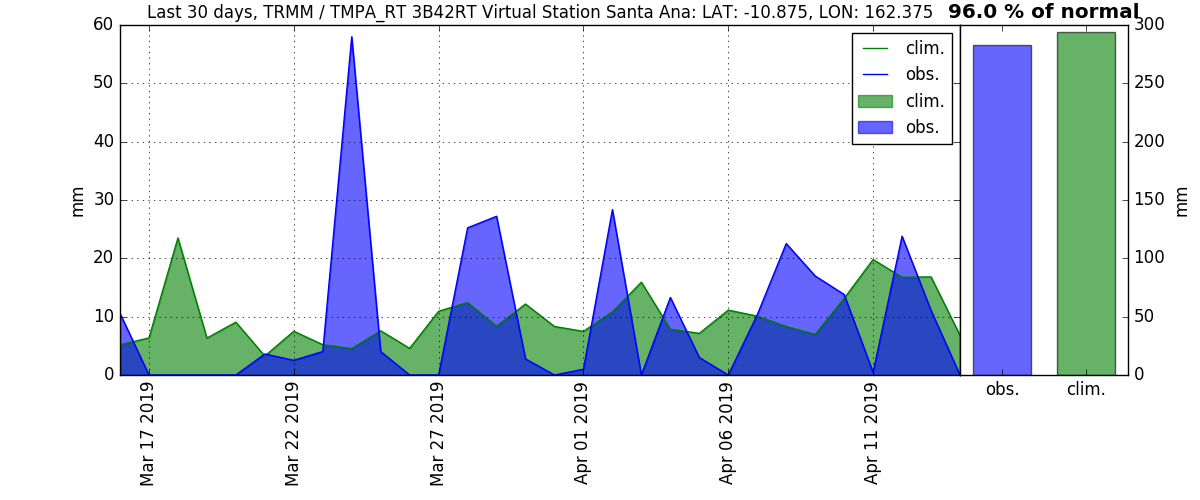 Last 30 days, TRMM / TMPA_RT 3B42RT Virtual Station Santa Ana: LAT: -10.875, LON: 162.375 96.0 % of normal
60
50
40
30
20
10
0
mm
clim.
obs.
clim.
obs.
300
250
200
150
100
50
0
mm
obs. clim.
Mar 17 2019
Mar 22 2019
Mar 27 2019
Apr 01 2019
Apr 06 2019
Apr 11 2019